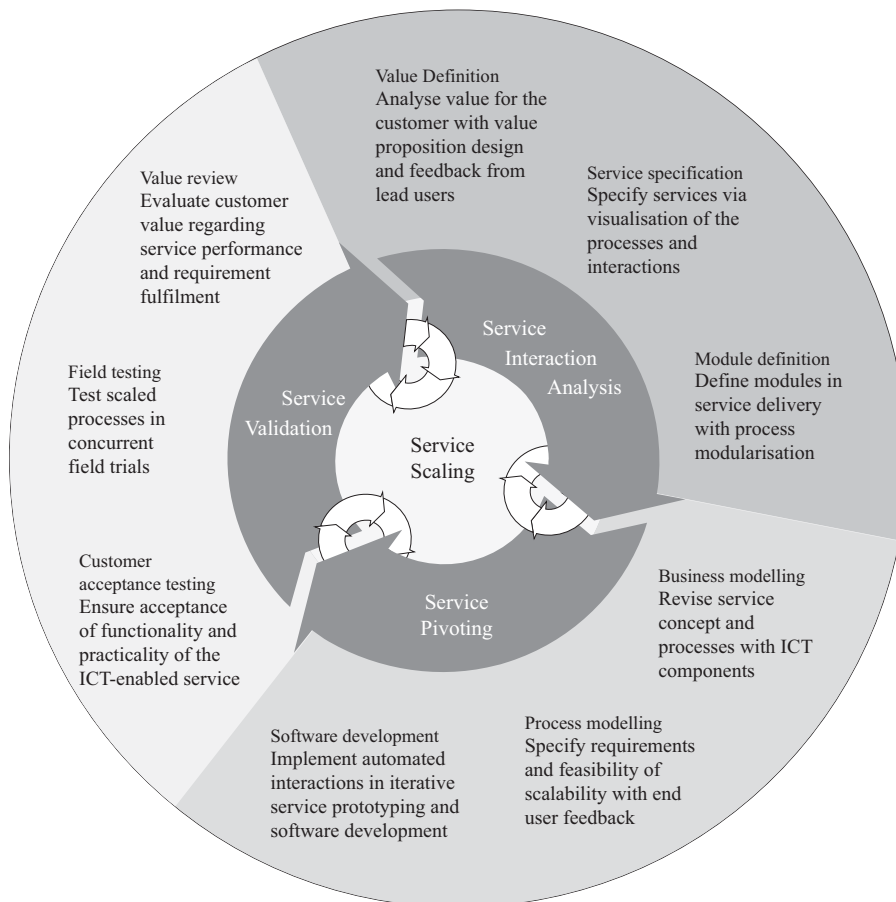 Value Definition
Analyse value for the
customer with value
proposition design
and feedback from
lead users
Service specification
Specify services via
visualisation of the
processes and
interactions
Module definition
Define modules in
service delivery
with process
modularisation
Business modelling
Revise service
concept and
processes with ICT
components
Process modelling
Specify requirements
and feasibility of
scalability with end
user feedback
Software development
Implement automated
interactions in iterative
service prototyping and
software development
Customer
acceptance testing
Ensure acceptance
of functionality and
practicality of the
ICT-enabled service
Field testing
Test scaled
processes in
concurrent
field trials
Value review
Evaluate customer
value regarding
service performance
and requirement
fulfilment
Service
Interaction
Analysis
Service
Pivoting
Service
Validation
Service
Scaling